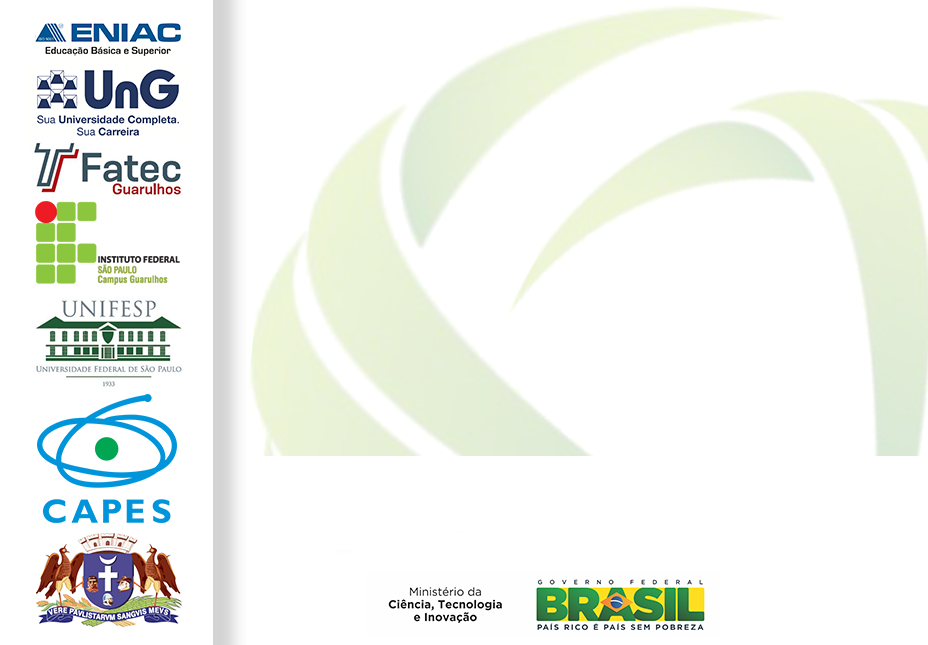 ENIAC
Educação Básica e Superior
UnG
Sua Universidade Completa.
Sua Carreira
Fatec
Guarulhos
INSTITUTO FEDERAL
SÃO PAULO
Campus Guarulhos
UNIFESP
UNIVERSIDADE FEDERAL DE SÃO PAULO
1933
CAPES
VERE PAVLISTARVM SANGVIS MEVS
Ministério da
Ciência, Tecnologia
e Inovação
GOVERNO FEDERAL
BRASIL
PAÍS RICO É PAÍS SEM POBREZA